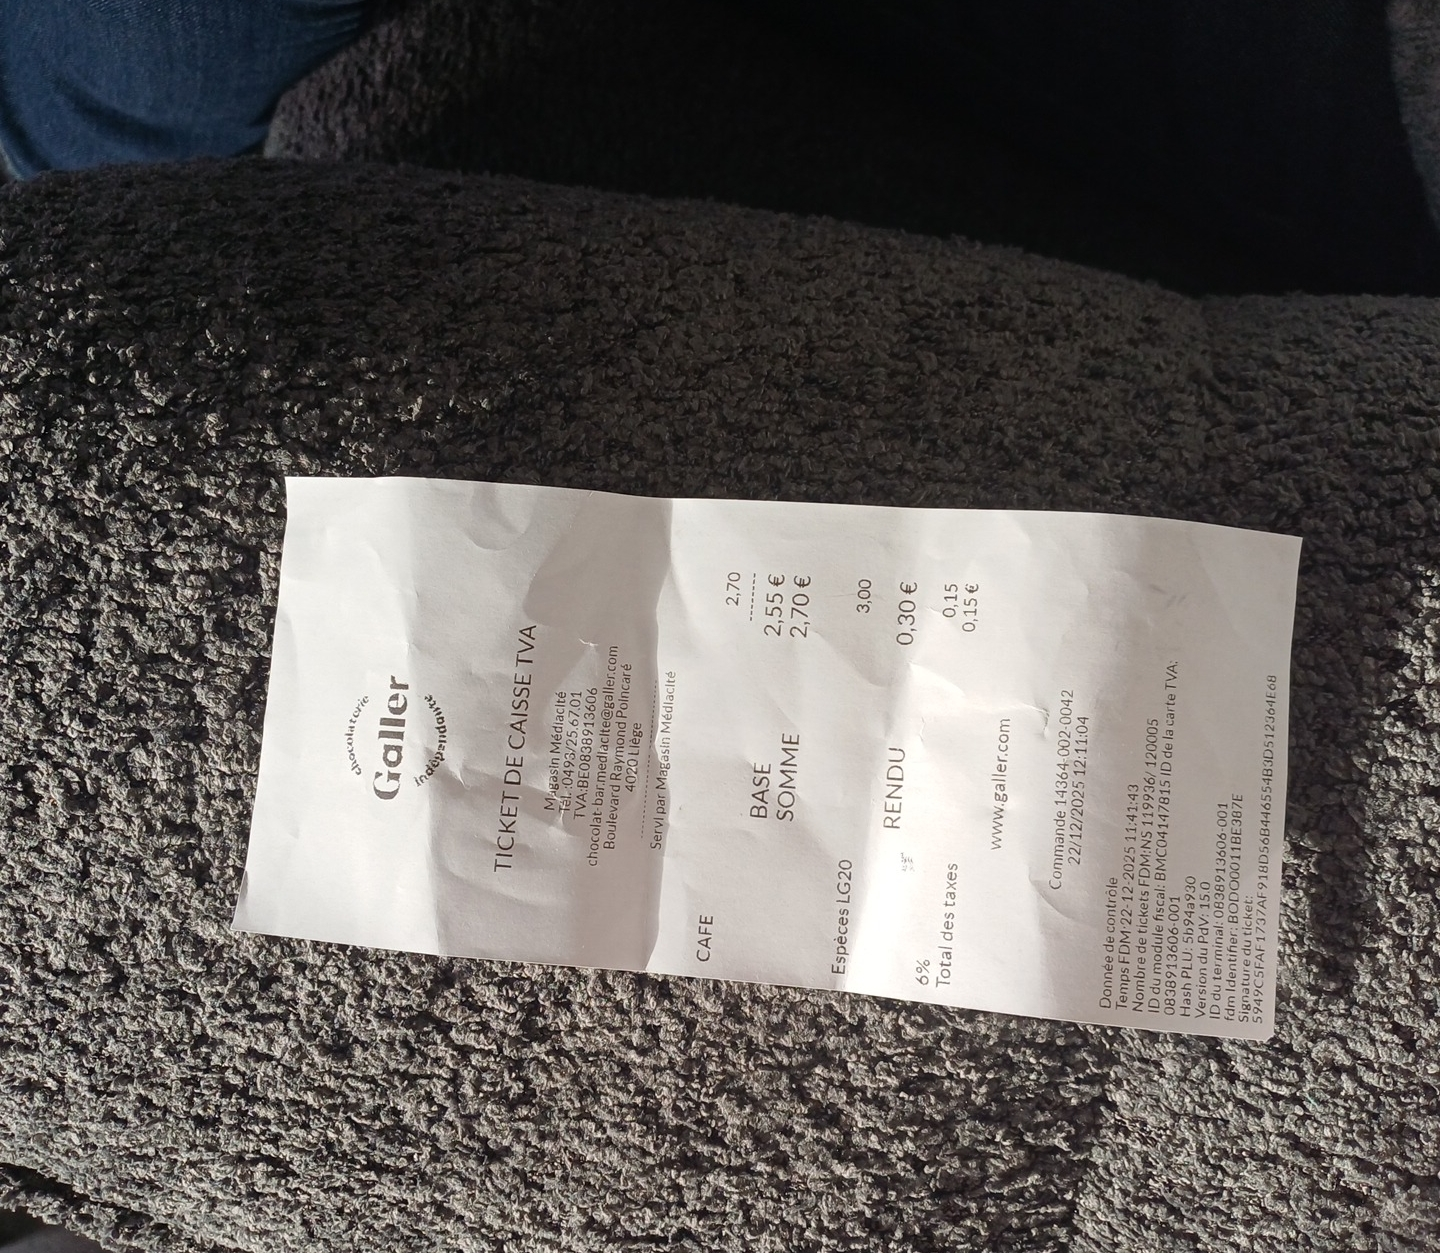 chocolaterie
Galler
indépendante
TICKET DE CAISSE TVA
Magasin Médiacité
Tél.:0493/25.67.01
TVA:BE0838913606
chocolat-bar.mediacite@galler.com
Boulevard Raymond Poincaré
4020 Liège
Servi par Magasin Médiacité
CAFE 2,70
BASE 2,55 €
SOMME 2,70 €
Espèces LG20 3,00
RENDU 0,30 €
6% 0,15
Total des taxes 0,15 €
www.galler.com
Commande 14364-002-0042
22/12/2025 12:11:04
Donnée de contrôle
Temps FDM 22-12-2025 11:41:43
Nombre de tickets FDM:NS 119936/ 120005
ID du module fiscal: BMC04147815 ID de la carte TVA:
0838913606-001
Hash PLU: 5b94a930
Version du PdV: 15.0
ID du terminal: 0838913606-001
fdm Identifier: BODO0011BE387E
Signature du ticket:
5949C5FAF1737AF918D56B4446554B3D512364E68